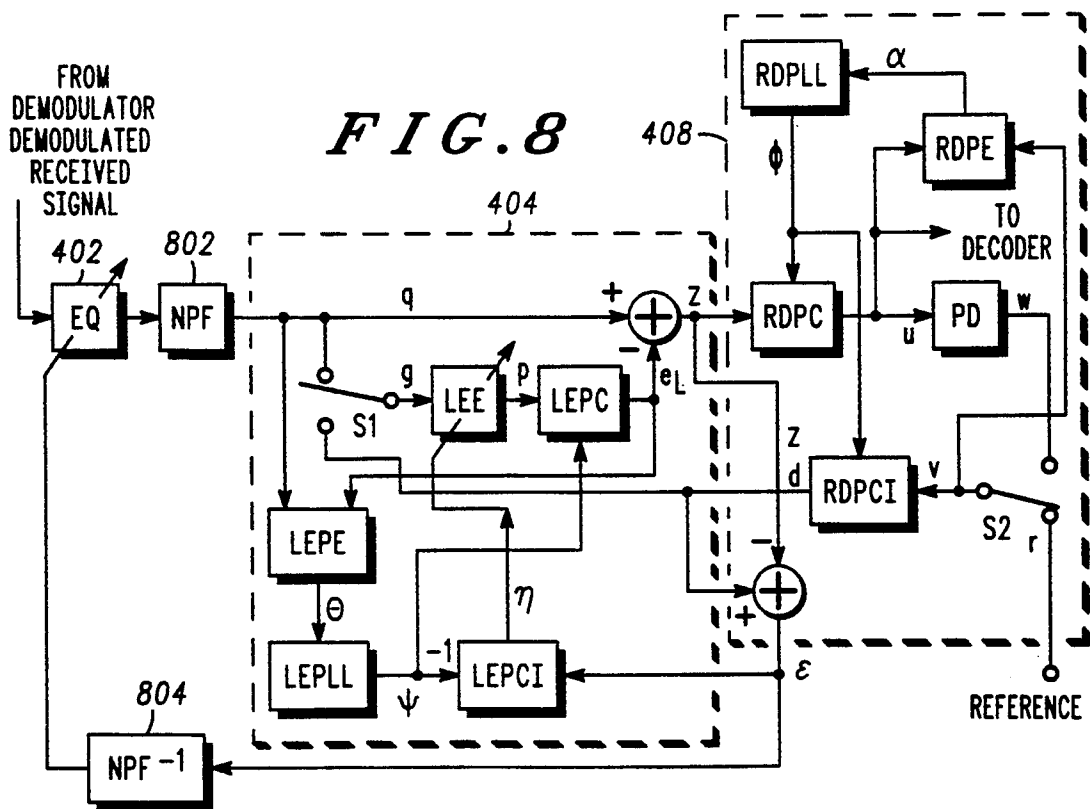 FROM
DEMODULATOR
DEMODULATED
RECEIVED
SIGNAL
FIG.8
402
EQ
802
NPF
404
q
+
−
z
g
LEE
p
LEPC
e_L
S1
LEPE
θ
LEPLL
ψ
-1
LEPCI
η
408
RDPLL
α
RDPE
ϕ
TO
DECODER
RDPC
u
PD
w
z
d
RDPCI
v
S2
r
−
+
ε
REFERENCE
804
NPF -1